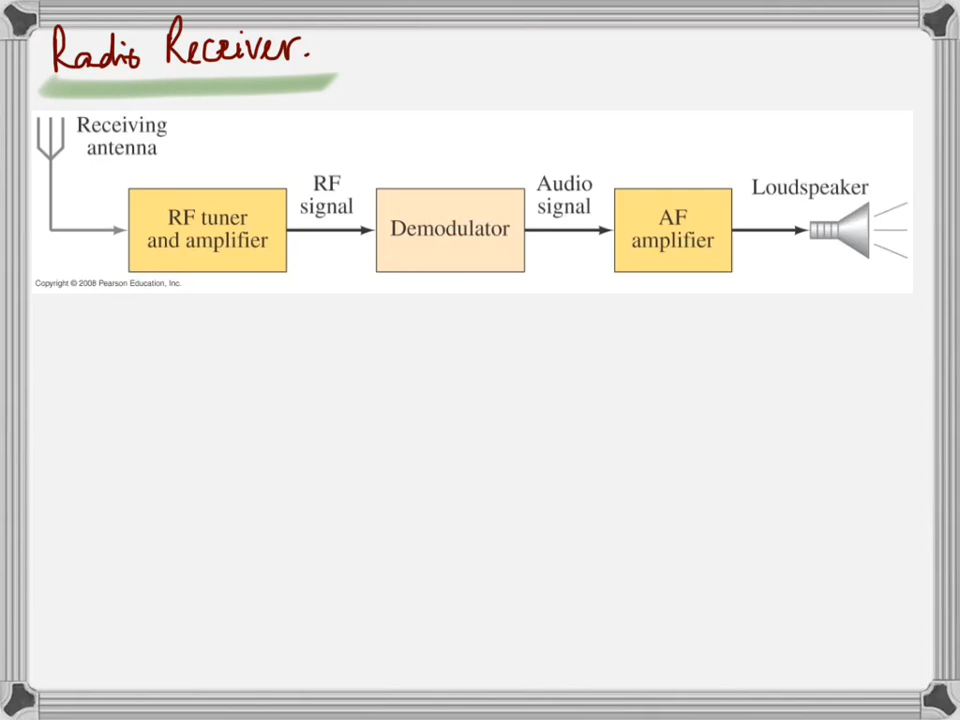 Radio Receiver.
Receiving
antenna
RF tuner
and amplifier
RF
signal
Demodulator
Audio
signal
AF
amplifier
Loudspeaker
Copyright © 2008 Pearson Education, Inc.